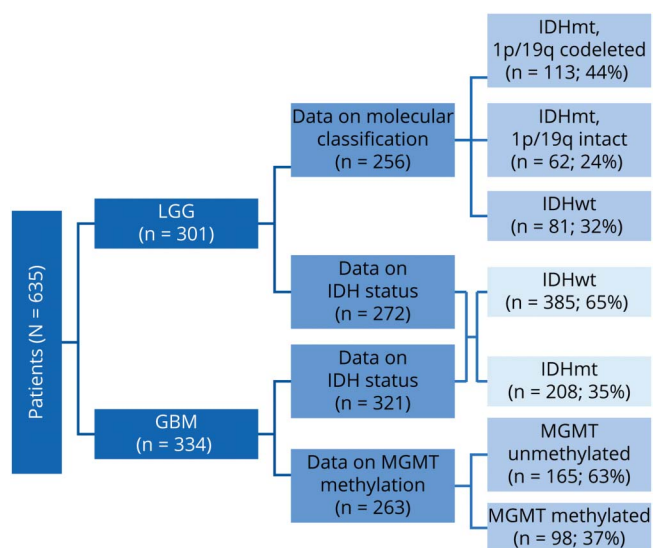 Patients (N = 635)
LGG
(n = 301)
GBM
(n = 334)
Data on molecular
classification
(n = 256)
Data on
IDH status
(n = 272)
Data on
IDH status
(n = 321)
Data on MGMT
methylation
(n = 263)
IDHmt,
1p/19q codeleted
(n = 113; 44%)
IDHmt,
1p/19q intact
(n = 62; 24%)
IDHwt
(n = 81; 32%)
IDHwt
(n = 385; 65%)
IDHmt
(n = 208; 35%)
MGMT
unmethylated
(n = 165; 63%)
MGMT methylated
(n = 98; 37%)